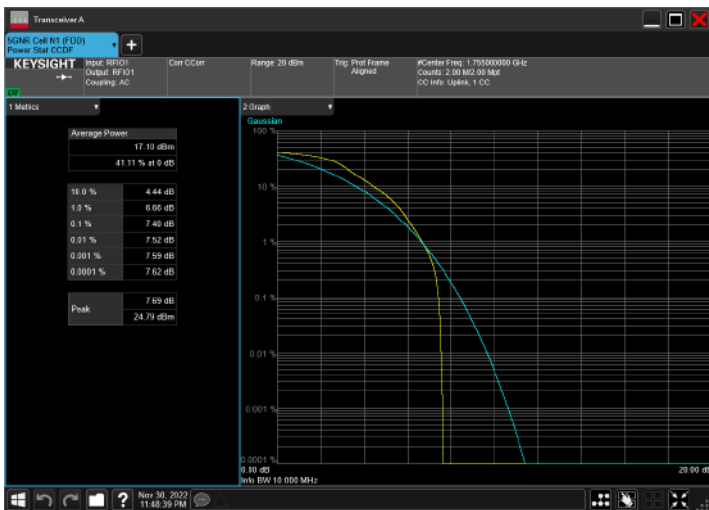 Transceiver A
5GNR Cell N1 (FDD)
Power Stat CCDF
KEYSIGHT
Input: RFIO1
Output: RFIO1
Coupling: AC
Corr CCorr
Range: 20 dBm
Trig: Prot Frame
Aligned
#Center Freq: 1.755000000 GHz
Counts: 2.00 M/2.00 Mpt
CC Info: Uplink, 1 CC
1 Metrics
Average Power
17.10 dBm
41.11 % at 0 dB
10.0 % 4.44 dB
1.0 % 6.66 dB
0.1 % 7.40 dB
0.01 % 7.52 dB
0.001 % 7.59 dB
0.0001 % 7.62 dB
Peak
7.69 dB
24.79 dBm
2 Graph
Gaussian
100 %
10 %
1 %
0.1 %
0.01 %
0.001 %
0.0001 %
0.00 dB
20.00 dB
Info BW 10.000 MHz
Nov 30, 2022
11:48:39 PM